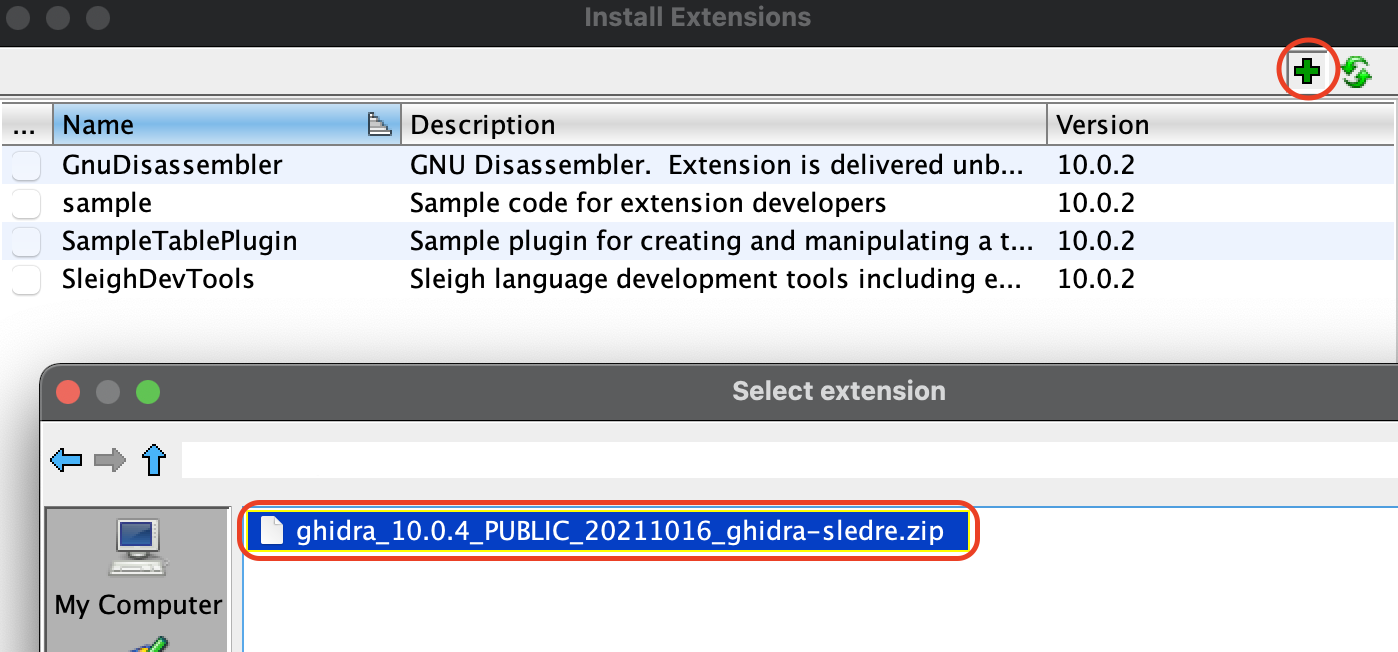 Install Extensions
... Name Description Version
GnuDisassembler GNU Disassembler.  Extension is delivered unb... 10.0.2
sample Sample code for extension developers 10.0.2
SampleTablePlugin Sample plugin for creating and manipulating a t... 10.0.2
SleighDevTools Sleigh language development tools including e... 10.0.2
Select extension
ghidra_10.0.4_PUBLIC_20211016_ghidra-sledre.zip
My Computer